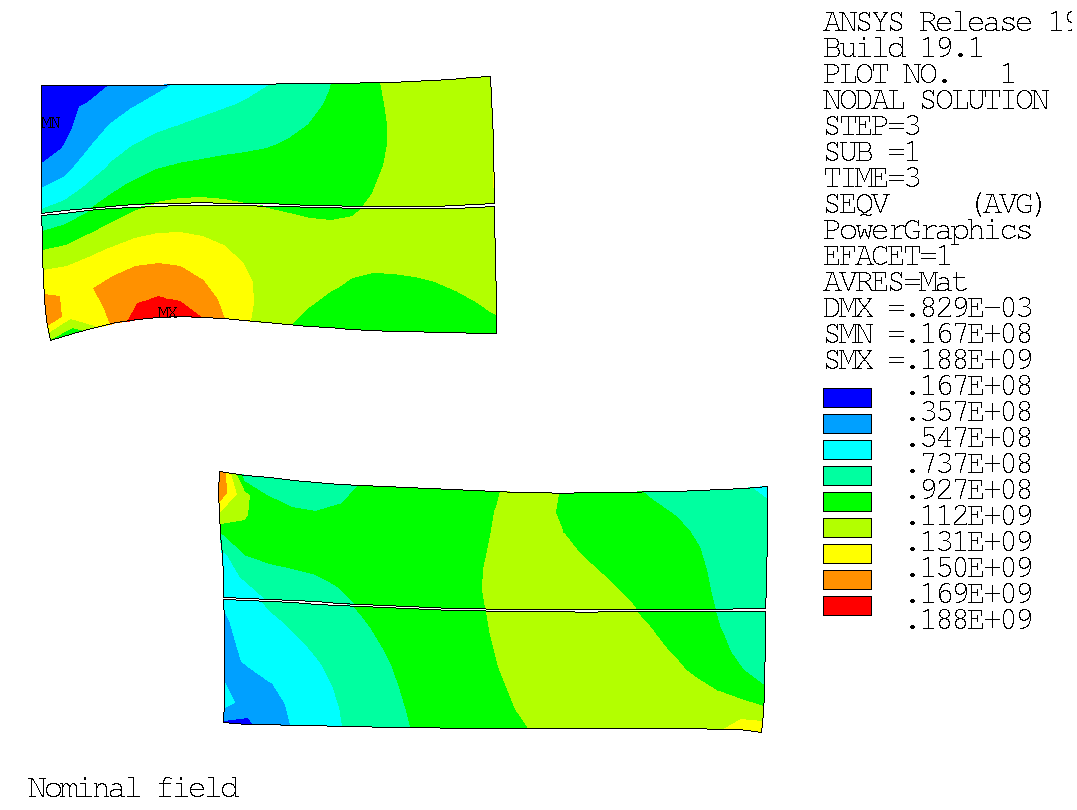 ANSYS Release 19
Build 19.1
PLOT NO. 1
NODAL SOLUTION
STEP=3
SUB =1
TIME=3
SEQV (AVG)
PowerGraphics
EFACET=1
AVRES=Mat
DMX =.829E-03
SMN =.167E+08
SMX =.188E+09
.167E+08
.357E+08
.547E+08
.737E+08
.927E+08
.112E+09
.131E+09
.150E+09
.169E+09
.188E+09
MN
MX
Nominal field